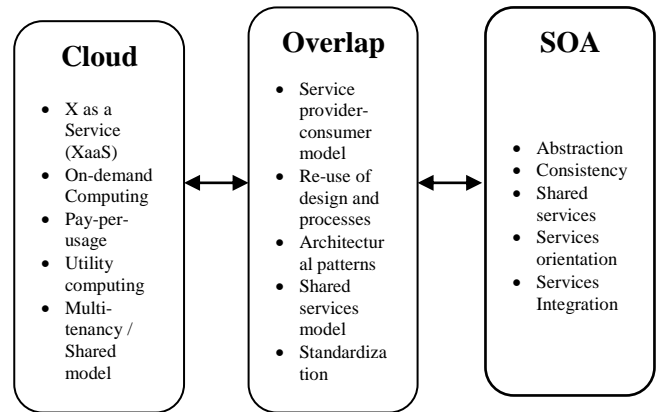 Cloud
• X as a
Service
(XaaS)
• On-demand
Computing
• Pay-per-
usage
• Utility
computing
• Multi-
tenancy /
Shared
model
Overlap
• Service
provider-
consumer
model
• Re-use of
design and
processes
• Architectur
al patterns
• Shared
services
model
• Standardiza
tion
SOA
• Abstraction
• Consistency
• Shared
services
• Services
orientation
• Services
Integration